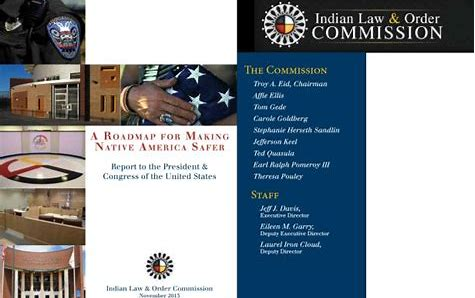 A Roadmap for Making
Native America Safer
Report to the President &
Congress of the United States
Indian Law & Order Commission
November 2013
Indian Law & Order
COMMISSION
The Commission
Troy A. Eid, Chairman
Affie Ellis
Tom Gede
Carole Goldberg
Stephanie Herseth Sandlin
Jefferson Keel
Ted Quasula
Earl Ralph Pomeroy III
Theresa Pouley
Staff
Jeff J. Davis,
Executive Director
Eileen M. Garry,
Deputy Executive Director
Laurel Iron Cloud,
Deputy Director